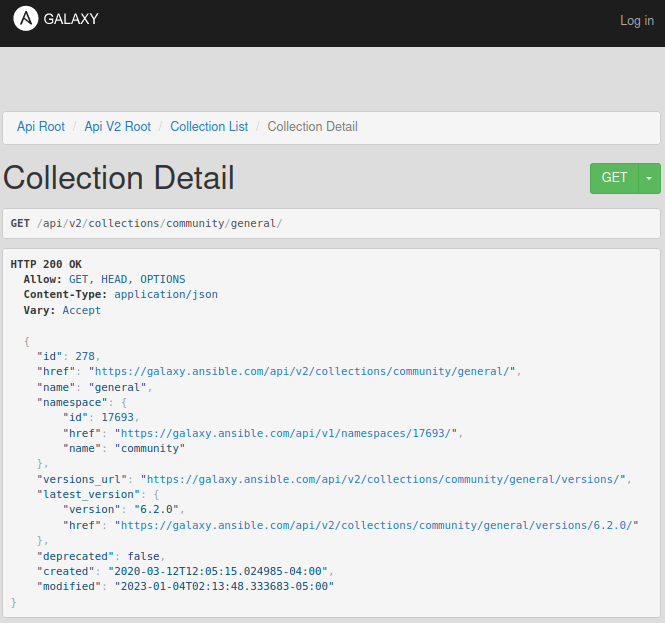 GALAXY
Log in
Api Root / Api V2 Root / Collection List / Collection Detail
Collection Detail
GET
GET /api/v2/collections/community/general/
HTTP 200 OK
Allow: GET, HEAD, OPTIONS
Content-Type: application/json
Vary: Accept
{
"id": 278,
"href": "https://galaxy.ansible.com/api/v2/collections/community/general/",
"name": "general",
"namespace": {
"id": 17693,
"href": "https://galaxy.ansible.com/api/v1/namespaces/17693/",
"name": "community"
},
"versions_url": "https://galaxy.ansible.com/api/v2/collections/community/general/versions/",
"latest_version": {
"version": "6.2.0",
"href": "https://galaxy.ansible.com/api/v2/collections/community/general/versions/6.2.0/"
},
"deprecated": false,
"created": "2020-03-12T12:05:15.024985-04:00",
"modified": "2023-01-04T02:13:48.333683-05:00"
}